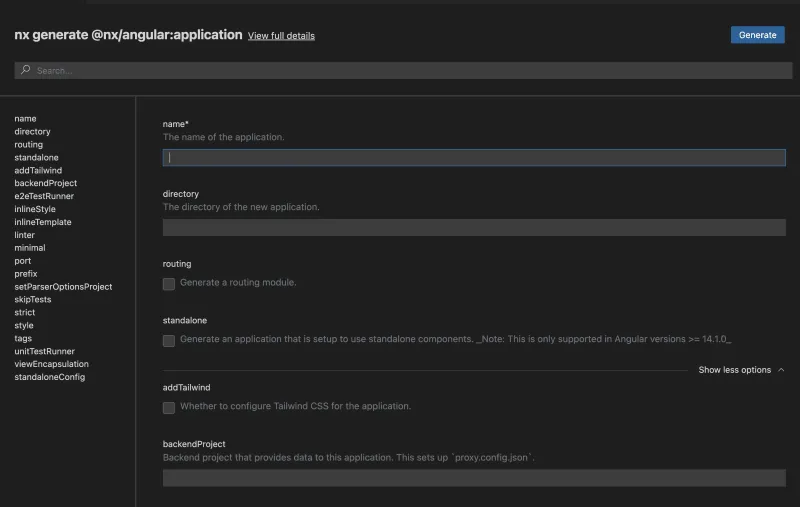 nx generate @nx/angular:application View full details
Generate
Search...
name
directory
routing
standalone
addTailwind
backendProject
e2eTestRunner
inlineStyle
inlineTemplate
linter
minimal
port
prefix
setParserOptionsProject
skipTests
strict
style
tags
unitTestRunner
viewEncapsulation
standaloneConfig
name*
The name of the application.
directory
The directory of the new application.
routing
Generate a routing module.
standalone
Generate an application that is setup to use standalone components. _Note: This is only supported in Angular versions >= 14.1.0_
Show less options
addTailwind
Whether to configure Tailwind CSS for the application.
backendProject
Backend project that provides data to this application. This sets up `proxy.config.json`.